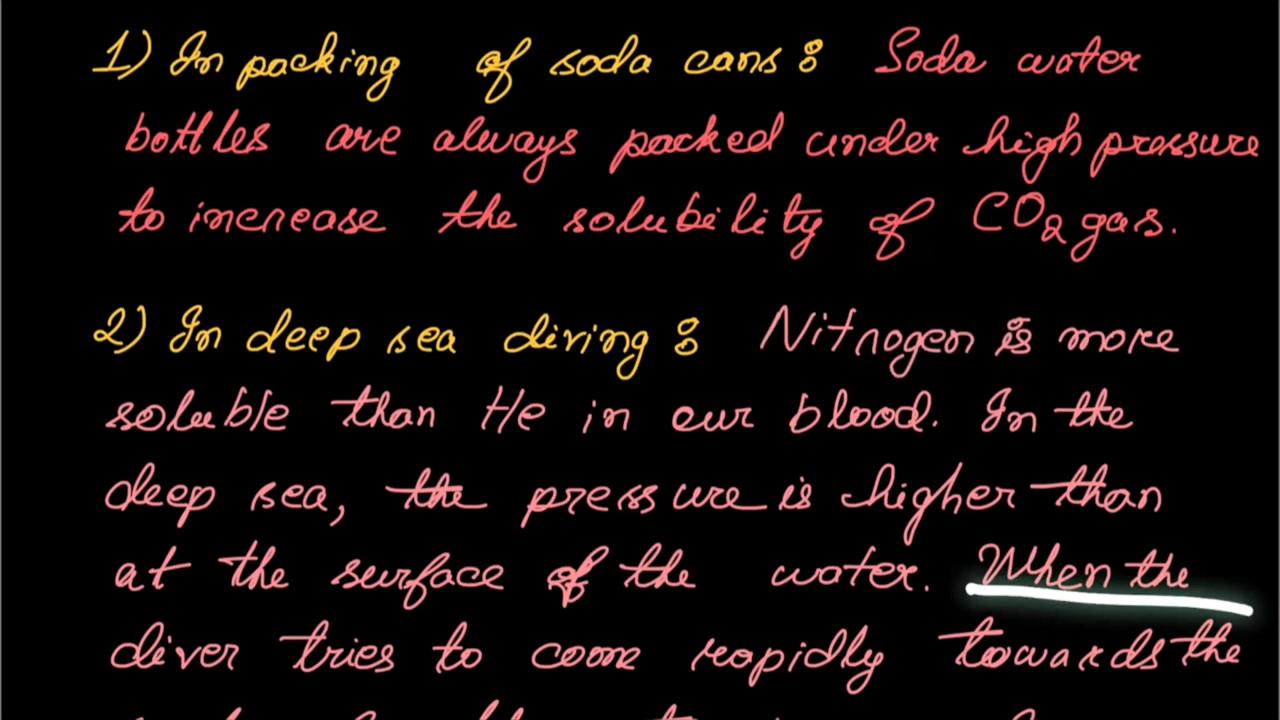 1) In packing of soda cans : Soda water
bottles are always packed under high pressure
to increase the solubility of CO2 gas.
2) In deep sea diving : Nitrogen is more
soluble than He in our blood. In the
deep sea, the pressure is higher than
at the surface of the water. When the
diver tries to come rapidly towards the